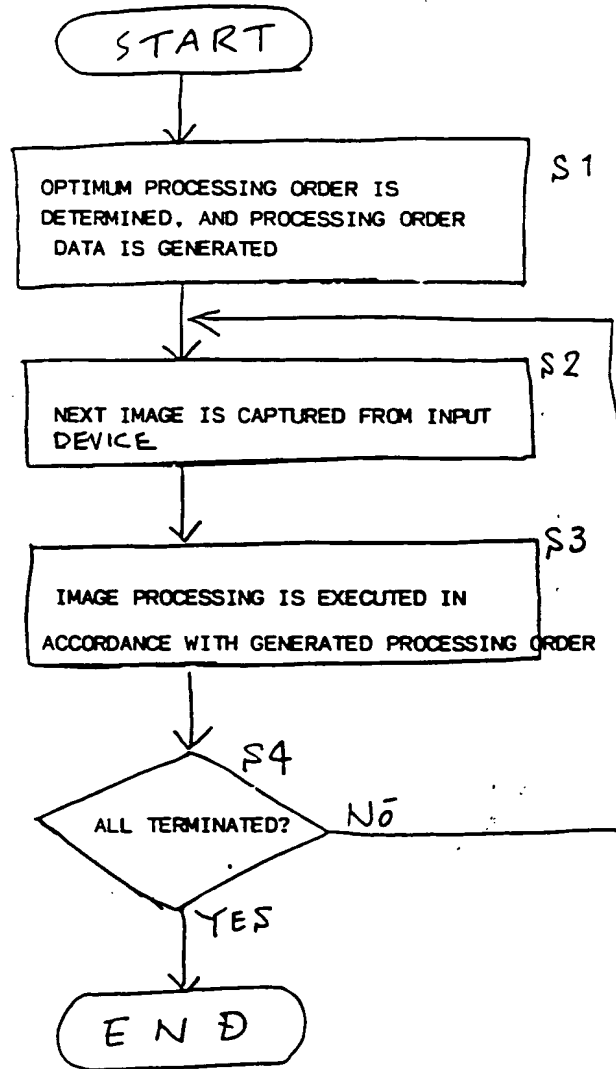 START
S1
OPTIMUM PROCESSING ORDER IS
DETERMINED, AND PROCESSING ORDER
DATA IS GENERATED
S2
NEXT IMAGE IS CAPTURED FROM INPUT
DEVICE
S3
IMAGE PROCESSING IS EXECUTED IN
ACCORDANCE WITH GENERATED PROCESSING ORDER
S4
ALL TERMINATED?
NO
YES
END